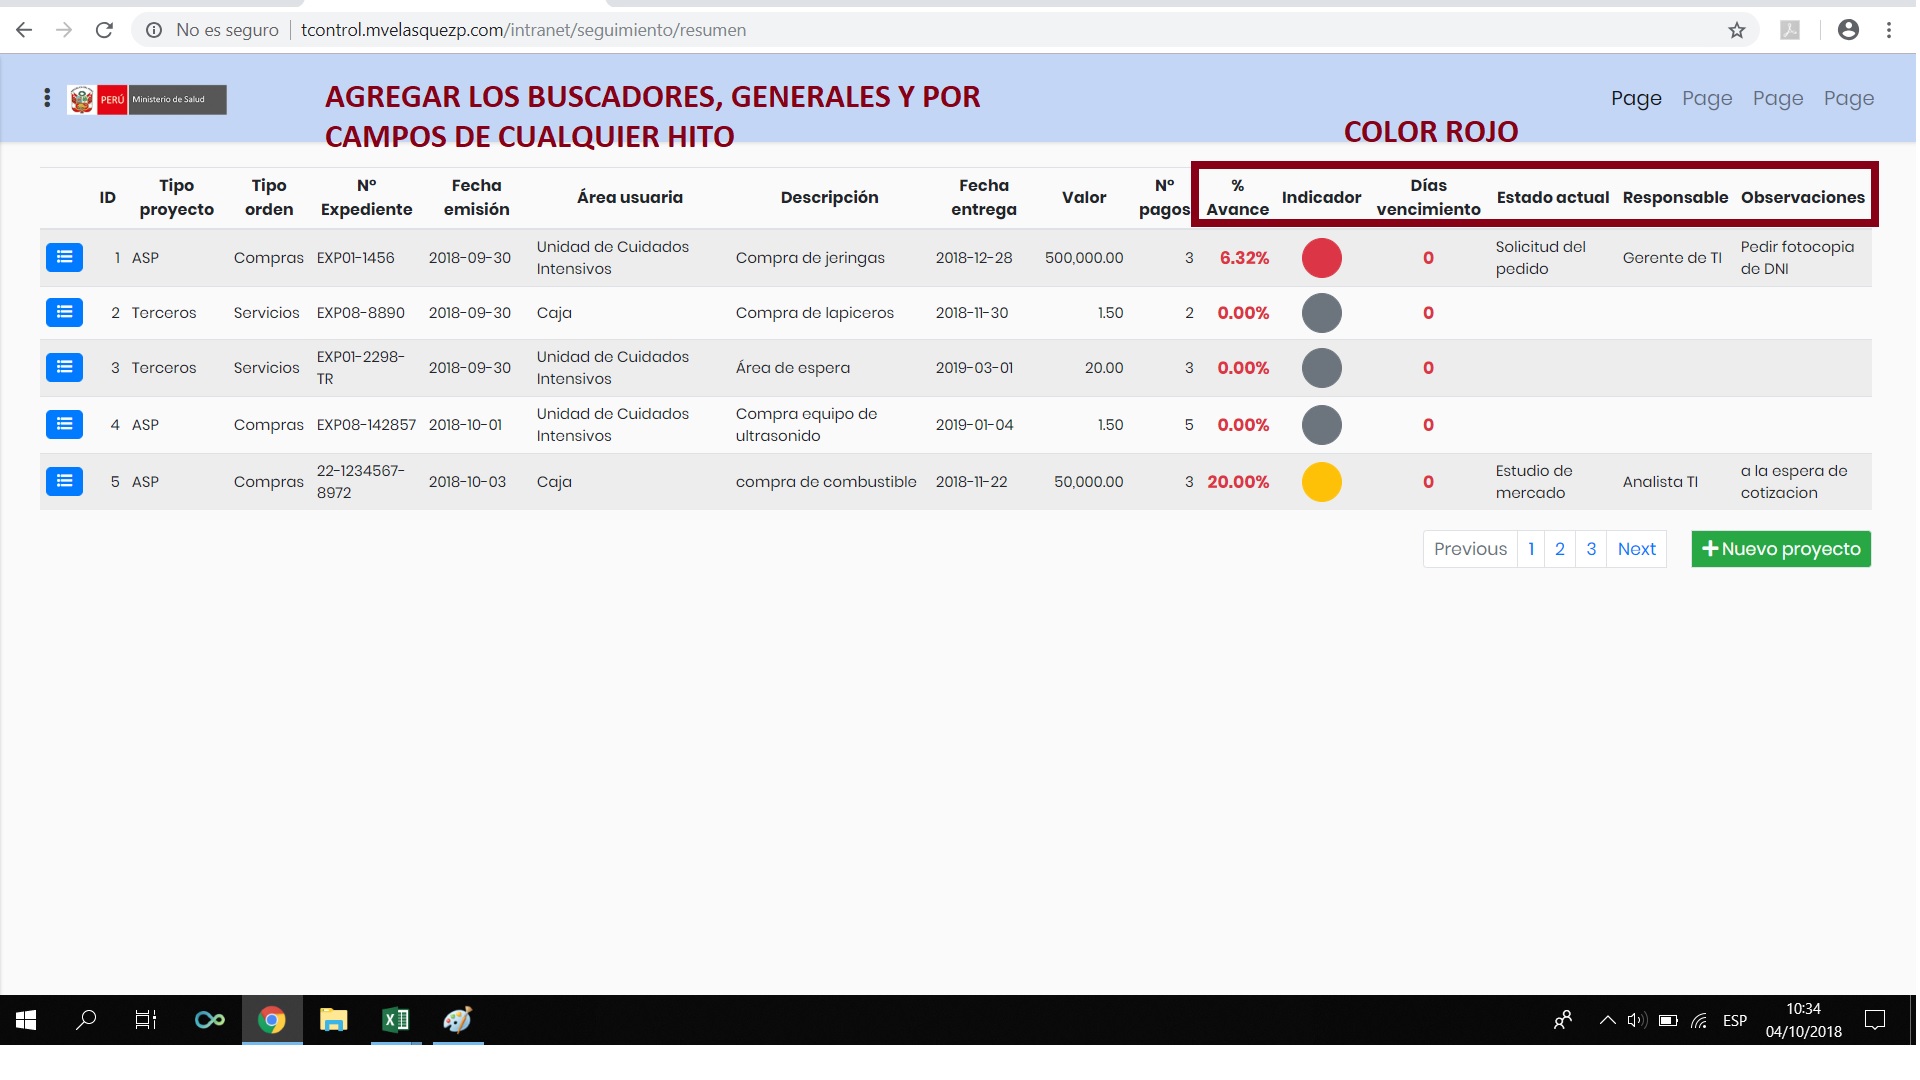 No es seguro | tcontrol.mvelasquezp.com/intranet/seguimiento/resumen
PERÚ Ministerio de Salud
AGREGAR LOS BUSCADORES, GENERALES Y POR
CAMPOS DE CUALQUIER HITO
COLOR ROJO
Page Page Page Page
ID Tipo proyecto Tipo orden N° Expediente Fecha emisión Área usuaria Descripción Fecha entrega Valor N° pagos % Avance Indicador Días vencimiento Estado actual Responsable Observaciones
1 ASP Compras EXP01-1456 2018-09-30 Unidad de Cuidados Intensivos Compra de jeringas 2018-12-28 500,000.00 3 6.32% 0 Solicitud del pedido Gerente de TI Pedir fotocopia de DNI
2 Terceros Servicios EXP08-8890 2018-09-30 Caja Compra de lapiceros 2018-11-30 1.50 2 0.00% 0
3 Terceros Servicios EXP01-2298-TR 2018-09-30 Unidad de Cuidados Intensivos Área de espera 2019-03-01 20.00 3 0.00% 0
4 ASP Compras EXP08-142857 2018-10-01 Unidad de Cuidados Intensivos Compra equipo de ultrasonido 2019-01-04 1.50 5 0.00% 0
5 ASP Compras 22-1234567-8972 2018-10-03 Caja compra de combustible 2018-11-22 50,000.00 3 20.00% 0 Estudio de mercado Analista TI a la espera de cotizacion
Previous 1 2 3 Next
+ Nuevo proyecto
ESP
10:34
04/10/2018